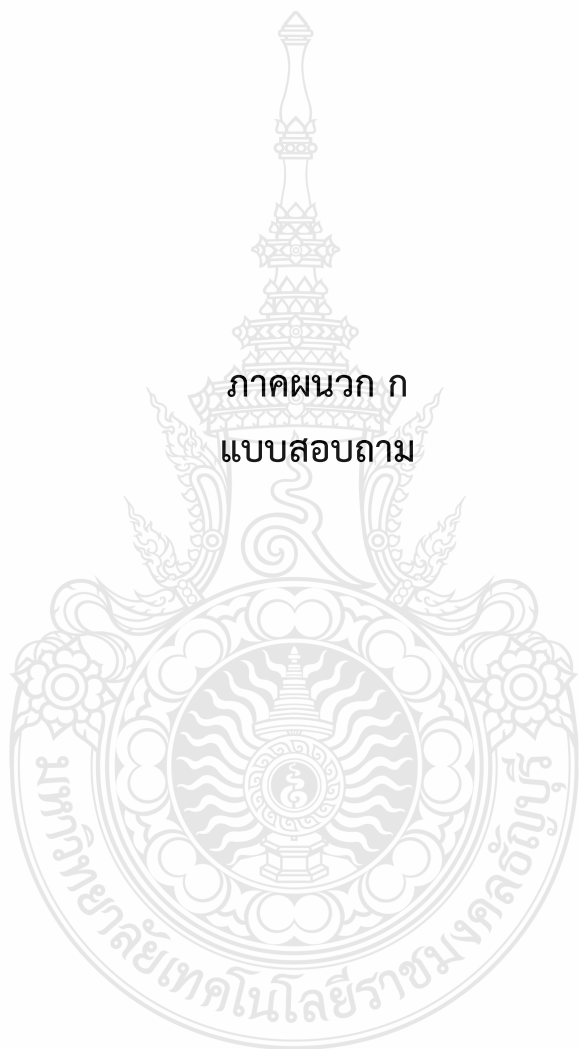 ภาคผนวก ก
แบบสอบถาม
มหาวิทยาลัยเทคโนโลยีราชมงคลธัญบุรี